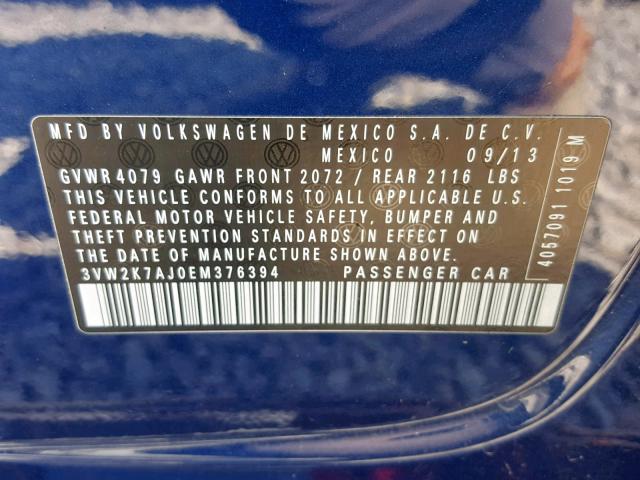 MFD BY VOLKSWAGEN DE MEXICO S.A. DE C.V.
MEXICO 09/13
GVWR 4079 GAWR FRONT 2072 / REAR 2116 LBS
THIS VEHICLE CONFORMS TO ALL APPLICABLE U.S.
FEDERAL MOTOR VEHICLE SAFETY, BUMPER AND
THEFT PREVENTION STANDARDS IN EFFECT ON
THE DATE OF MANUFACTURE SHOWN ABOVE.
3VW2K7AJ0EM376394 PASSENGER CAR
4057091 1019 M